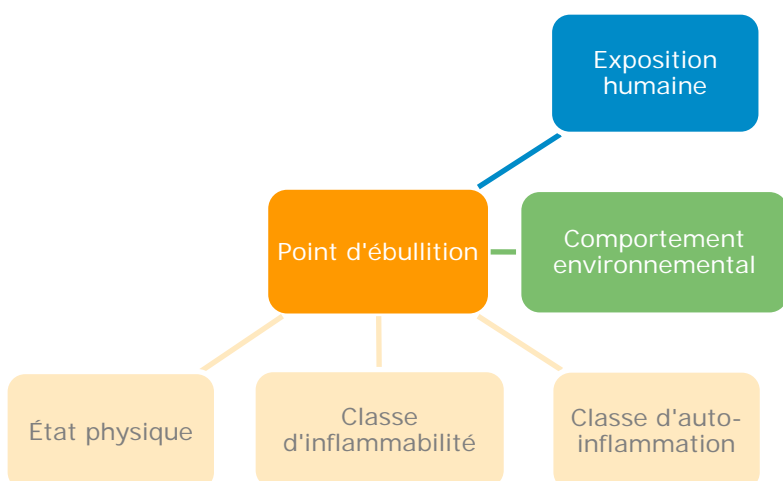 Exposition
humaine
Point d'ébullition
Comportement
environnemental
État physique
Classe
d'inflammabilité
Classe d'auto-
inflammation